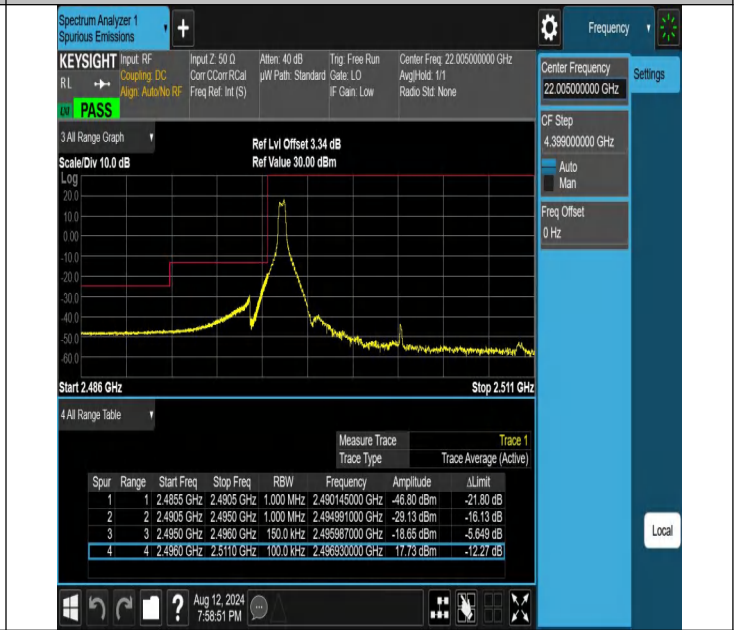 Spectrum Analyzer 1
Spurious Emissions
+
Frequency
KEYSIGHT Input: RF Input Z: 50 Ω Atten: 40 dB Trig: Free Run Center Freq: 22.005000000 GHz
RL Coupling: DC Corr CCorr RCal µW Path: Standard Gate: LO Avg|Hold: 1/1
Align: Auto/No RF Freq Ref: Int (S) IF Gain: Low Radio Std: None
PASS
Center Frequency
22.005000000 GHz
Settings
CF Step
4.399000000 GHz
Auto
Man
Freq Offset
0 Hz
3 All Range Graph
Ref Lvl Offset 3.34 dB
Scale/Div 10.0 dB Ref Value 30.00 dBm
Log
20.0
10.0
0.00
-10.0
-20.0
-30.0
-40.0
-50.0
-60.0
Start 2.486 GHz Stop 2.511 GHz
4 All Range Table
Measure Trace Trace 1
Trace Type Trace Average (Active)
Spur Range Start Freq Stop Freq RBW Frequency Amplitude ΔLimit
1 1 2.4855 GHz 2.4905 GHz 1.000 MHz 2.490145000 GHz -46.80 dBm -21.80 dB
2 2 2.4905 GHz 2.4950 GHz 1.000 MHz 2.494991000 GHz -29.13 dBm -16.13 dB
3 3 2.4950 GHz 2.4960 GHz 150.0 kHz 2.495987000 GHz -18.65 dBm -5.649 dB
4 4 2.4960 GHz 2.5110 GHz 100.0 kHz 2.496930000 GHz 17.73 dBm -12.27 dB
Local
? Aug 12, 2024
7:58:51 PM